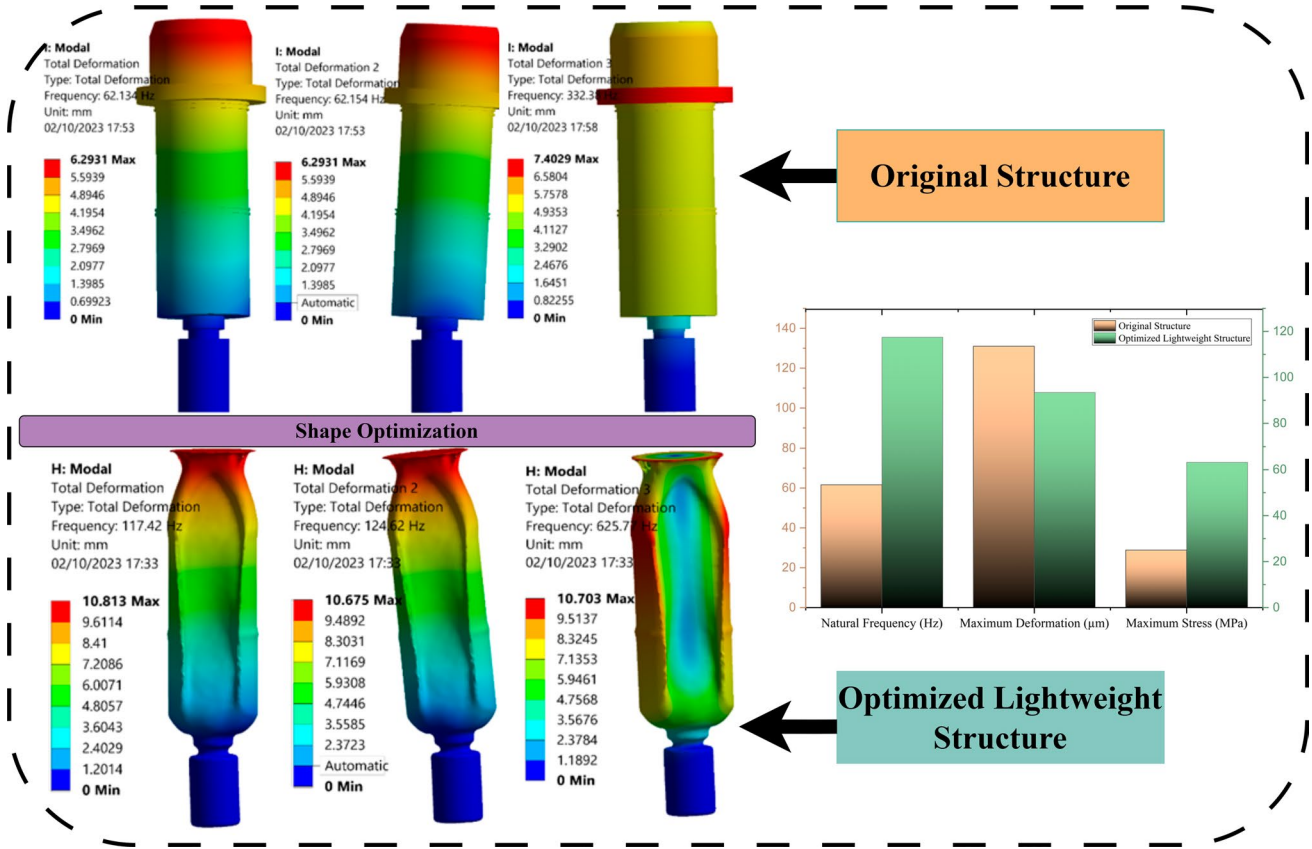 I: Modal
Total Deformation
Type: Total Deformation
Frequency: 62.134 Hz
Unit: mm
02/10/2023 17:53
6.2931 Max
5.5939
4.8946
4.1954
3.4962
2.7969
2.0977
1.3985
0.69923
0 Min
I: Modal
Total Deformation 2
Type: Total Deformation
Frequency: 62.154 Hz
Unit: mm
02/10/2023 17:53
6.2931 Max
5.5939
4.8946
4.1954
3.4962
2.7969
2.0977
1.3985
Automatic
0 Min
I: Modal
Total Deformation 3
Type: Total Deformation
Unit: mm
02/10/2023 17:58
7.4029 Max
6.5804
5.7578
4.9353
4.1127
3.2902
2.4676
1.6451
0.82255
0 Min
Original Structure
Shape Optimization
H: Modal
Total Deformation
Type: Total Deformation
Frequency: 117.42 Hz
Unit: mm
02/10/2023 17:33
10.813 Max
9.6114
8.41
7.2086
6.0071
4.8057
3.6043
2.4029
1.2014
0 Min
H: Modal
Total Deformation 2
Type: Total Deformation
Frequency: 124.62 Hz
Unit: mm
02/10/2023 17:33
10.675 Max
9.4892
8.3031
7.1169
5.9308
4.7446
3.5585
2.3723
Automatic
0 Min
H: Modal
Total Deformation 3
Type: Total Deformation
Unit: mm
02/10/2023 17:33
10.703 Max
9.5137
8.3245
7.1353
5.9461
4.7568
3.5676
2.3784
1.1892
0 Min
Original Structure
Optimized Lightweight Structure
140
120
100
80
60
40
20
0
120
100
80
60
40
20
0
Natural Frequency (Hz)
Maximum Deformation (μm)
Maximum Stress (MPa)
Optimized Lightweight
Structure